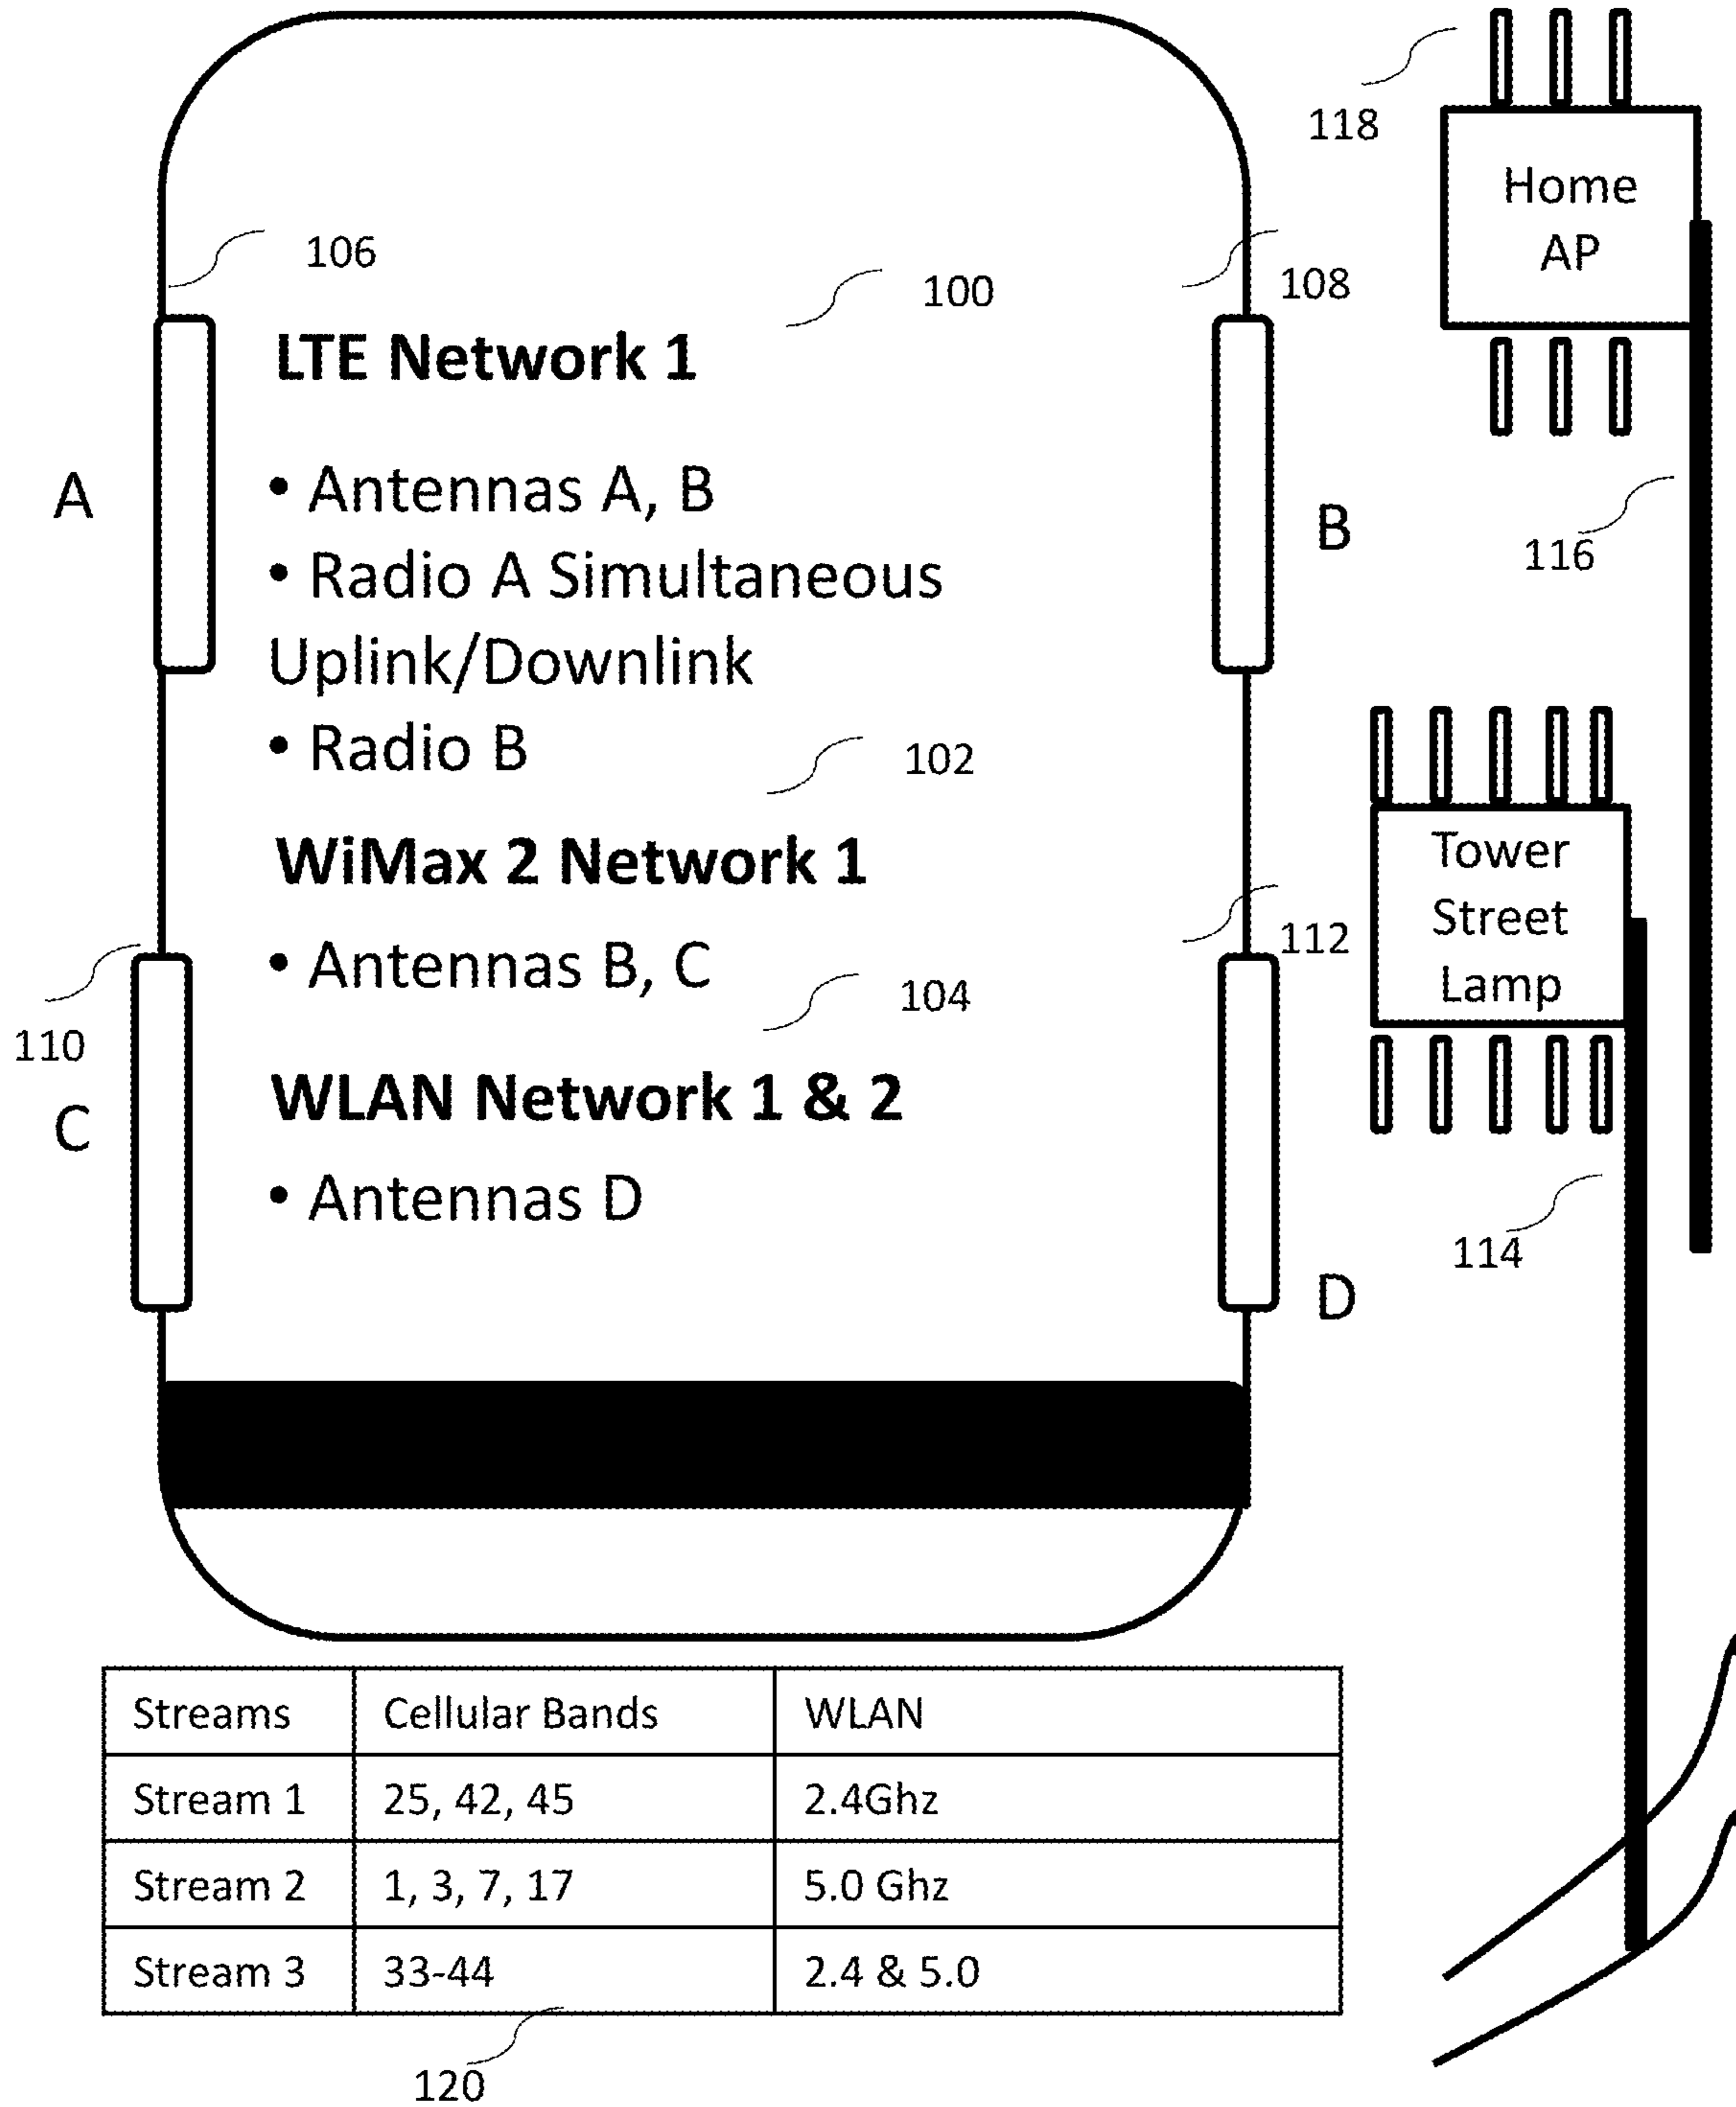 118
Home
AP
106
100
108
LTE Network 1
A
• Antennas A, B
B
116
• Radio A Simultaneous
Uplink/Downlink
• Radio B
102
Tower
Street
Lamp
WiMax 2 Network 1
112
• Antennas B, C
104
110
C
WLAN Network 1 & 2
• Antennas D
114
D
Streams Cellular Bands WLAN
Stream 1 25, 42, 45 2.4Ghz
Stream 2 1, 3, 7, 17 5.0 Ghz
Stream 3 33-44 2.4 & 5.0
120